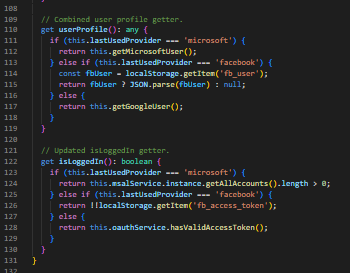 108
109 // Combined user profile getter.
110 get userProfile(): any {
111 if (this.lastUsedProvider === 'microsoft') {
112 return this.getMicrosoftUser();
113 } else if (this.lastUsedProvider === 'facebook') {
114 const fbUser = localStorage.getItem('fb_user');
115 return fbUser ? JSON.parse(fbUser) : null;
116 } else {
117 return this.getGoogleUser();
118 }
119 }
120
121 // Updated isLoggedIn getter.
122 get isLoggedIn(): boolean {
123 if (this.lastUsedProvider === 'microsoft') {
124 return this.msalService.instance.getAllAccounts().length > 0;
125 } else if (this.lastUsedProvider === 'facebook') {
126 return !!localStorage.getItem('fb_access_token');
127 } else {
128 return this.oauthService.hasValidAccessToken();
129 }
130 }
131 }
132